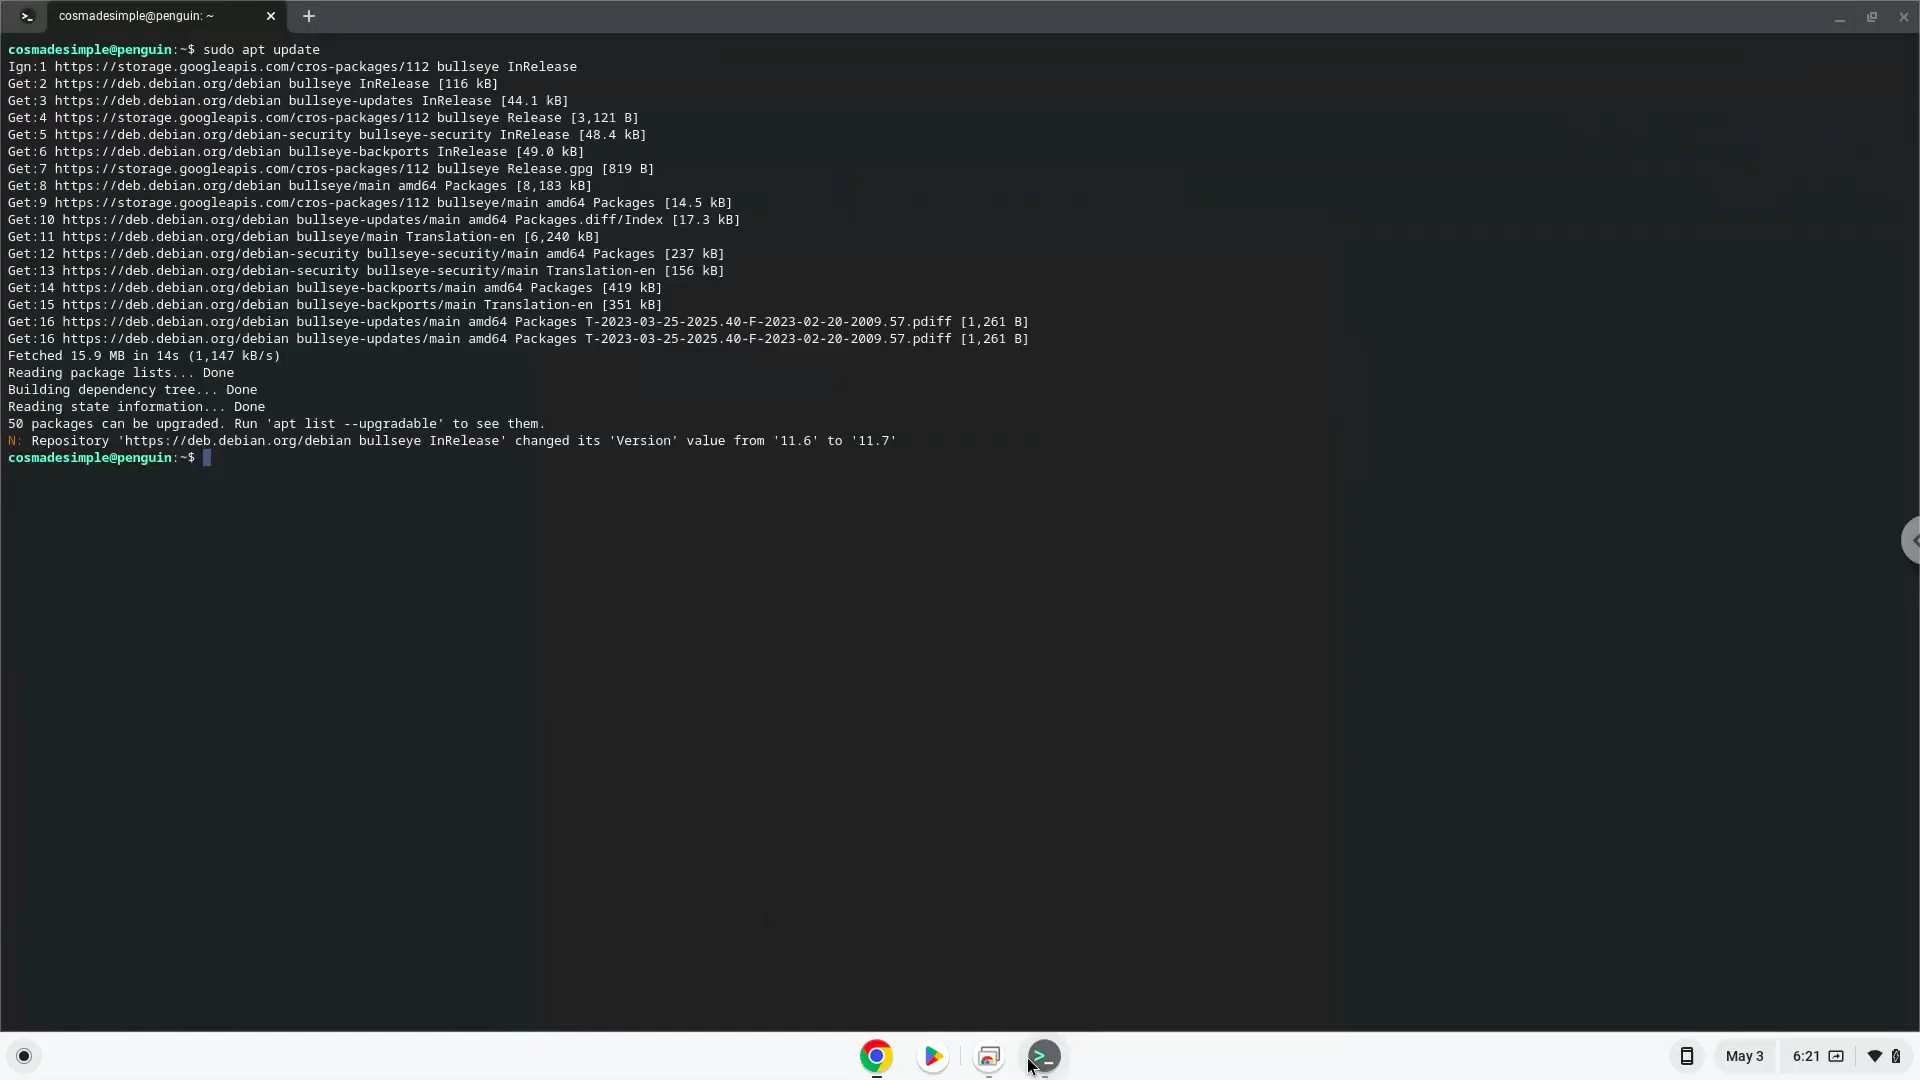 cosmadesimple@penguin: ~
cosmadesimple@penguin:~$ sudo apt update
Ign:1 https://storage.googleapis.com/cros-packages/112 bullseye InRelease
Get:2 https://deb.debian.org/debian bullseye InRelease [116 kB]
Get:3 https://deb.debian.org/debian bullseye-updates InRelease [44.1 kB]
Get:4 https://storage.googleapis.com/cros-packages/112 bullseye Release [3,121 B]
Get:5 https://deb.debian.org/debian-security bullseye-security InRelease [48.4 kB]
Get:6 https://deb.debian.org/debian bullseye-backports InRelease [49.0 kB]
Get:7 https://storage.googleapis.com/cros-packages/112 bullseye Release.gpg [819 B]
Get:8 https://deb.debian.org/debian bullseye/main amd64 Packages [8,183 kB]
Get:9 https://storage.googleapis.com/cros-packages/112 bullseye/main amd64 Packages [14.5 kB]
Get:10 https://deb.debian.org/debian bullseye-updates/main amd64 Packages.diff/Index [17.3 kB]
Get:11 https://deb.debian.org/debian bullseye/main Translation-en [6,240 kB]
Get:12 https://deb.debian.org/debian-security bullseye-security/main amd64 Packages [237 kB]
Get:13 https://deb.debian.org/debian-security bullseye-security/main Translation-en [156 kB]
Get:14 https://deb.debian.org/debian bullseye-backports/main amd64 Packages [419 kB]
Get:15 https://deb.debian.org/debian bullseye-backports/main Translation-en [351 kB]
Get:16 https://deb.debian.org/debian bullseye-updates/main amd64 Packages T-2023-03-25-2025.40-F-2023-02-20-2009.57.pdiff [1,261 B]
Get:16 https://deb.debian.org/debian bullseye-updates/main amd64 Packages T-2023-03-25-2025.40-F-2023-02-20-2009.57.pdiff [1,261 B]
Fetched 15.9 MB in 14s (1,147 kB/s)
Reading package lists... Done
Building dependency tree... Done
Reading state information... Done
50 packages can be upgraded. Run 'apt list --upgradable' to see them.
N: Repository 'https://deb.debian.org/debian bullseye InRelease' changed its 'Version' value from '11.6' to '11.7'
cosmadesimple@penguin:~$
May 3
6:21